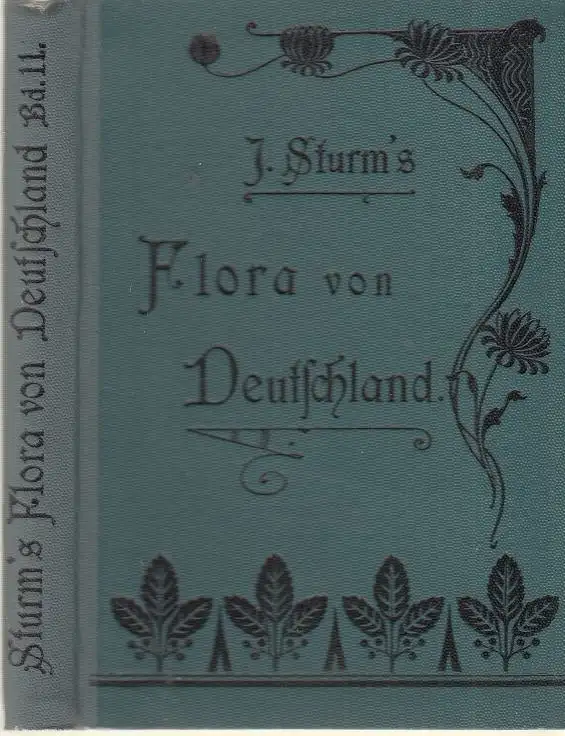 Sturm's Flora von Deutschland Bd. 11.
J. Sturm's
Flora von
Deutschland.